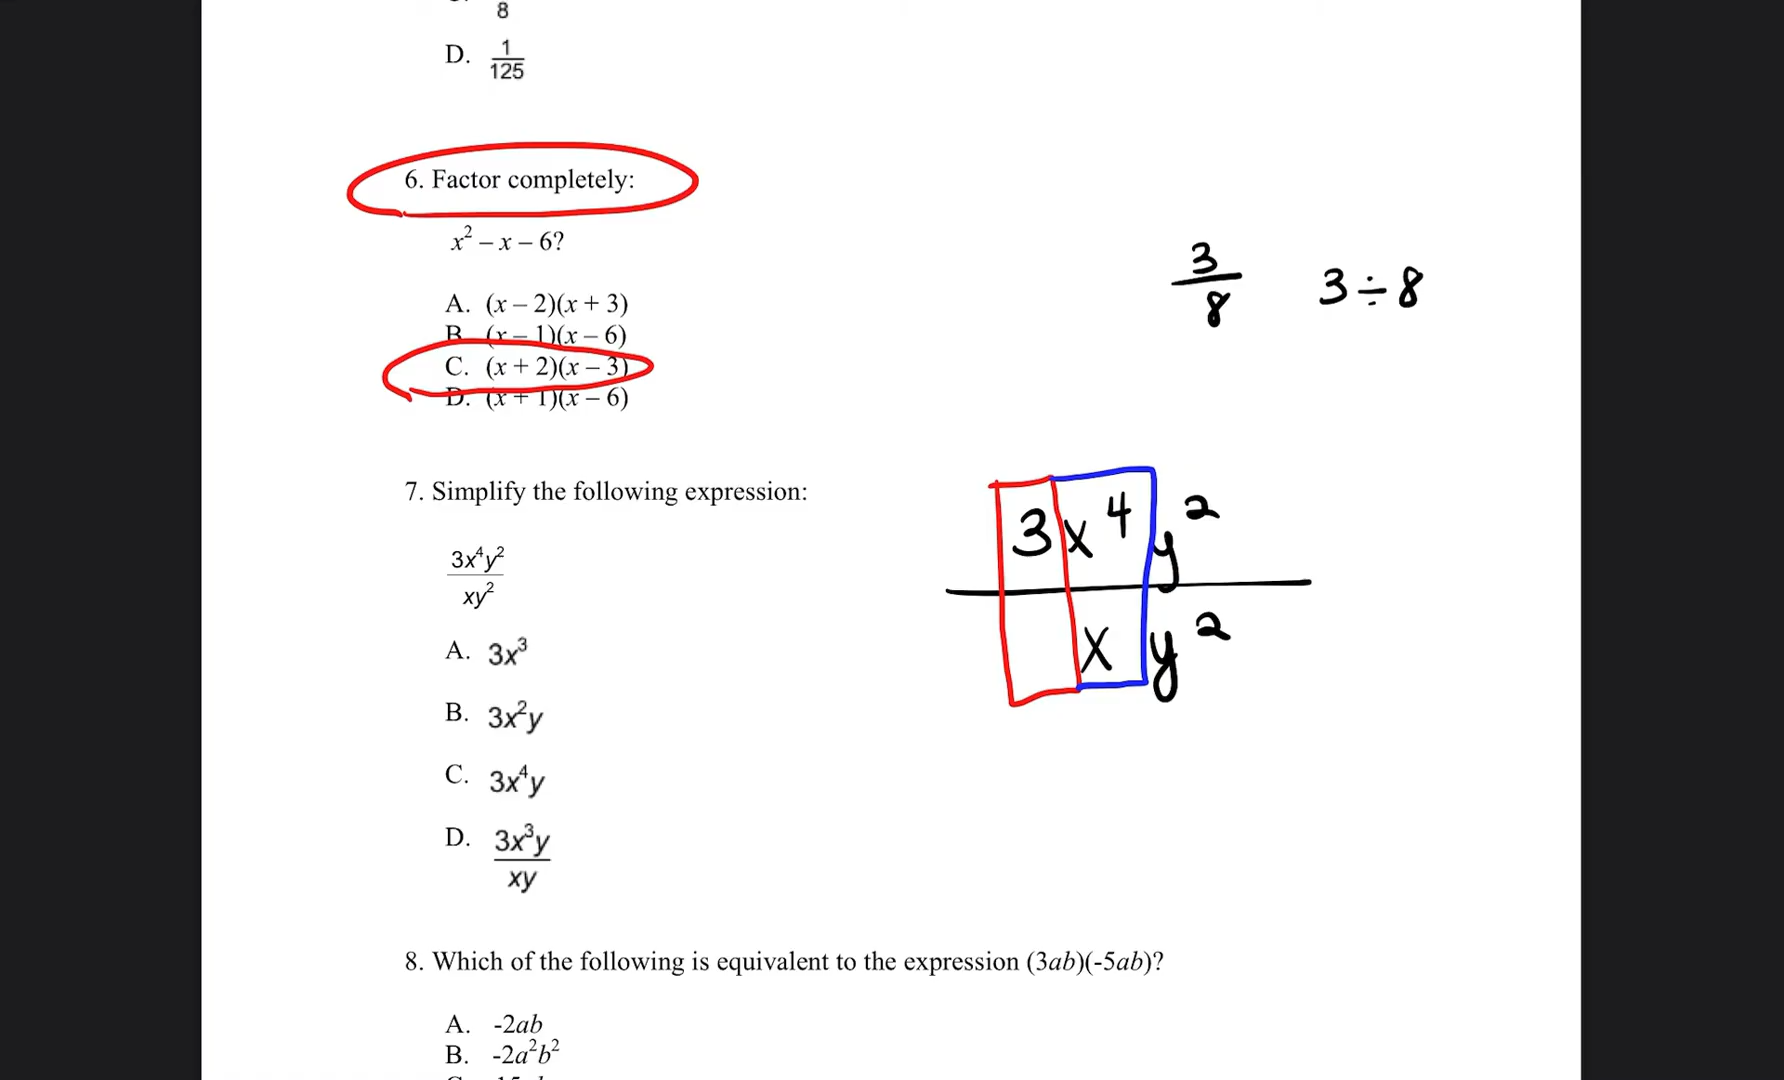 8
D. 1/125
6. Factor completely:
x² – x – 6?
A. (x – 2)(x + 3)
B. (x – 1)(x – 6)
C. (x + 2)(x – 3)
D. (x + 1)(x – 6)
3/8 3 ÷ 8
7. Simplify the following expression:
3x⁴y²
xy²
3x⁴y²
x y²
A. 3x³
B. 3x²y
C. 3x⁴y
D. 3x³y
xy
8. Which of the following is equivalent to the expression (3ab)(-5ab)?
A. -2ab
B. -2a²b²